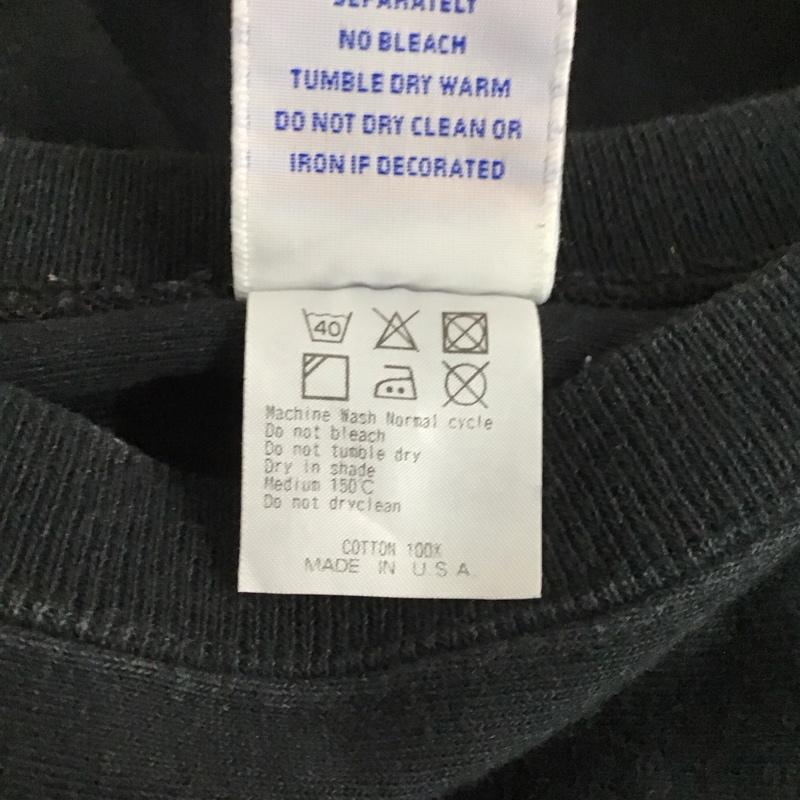 SEPARATELY
NO BLEACH
TUMBLE DRY WARM
DO NOT DRY CLEAN OR
IRON IF DECORATED
40
Machine Wash Normal cycle
Do not bleach
Do not tumble dry
Dry in shade
Medium 150℃
Do not dryclean
COTTON 100%
MADE IN U.S.A.